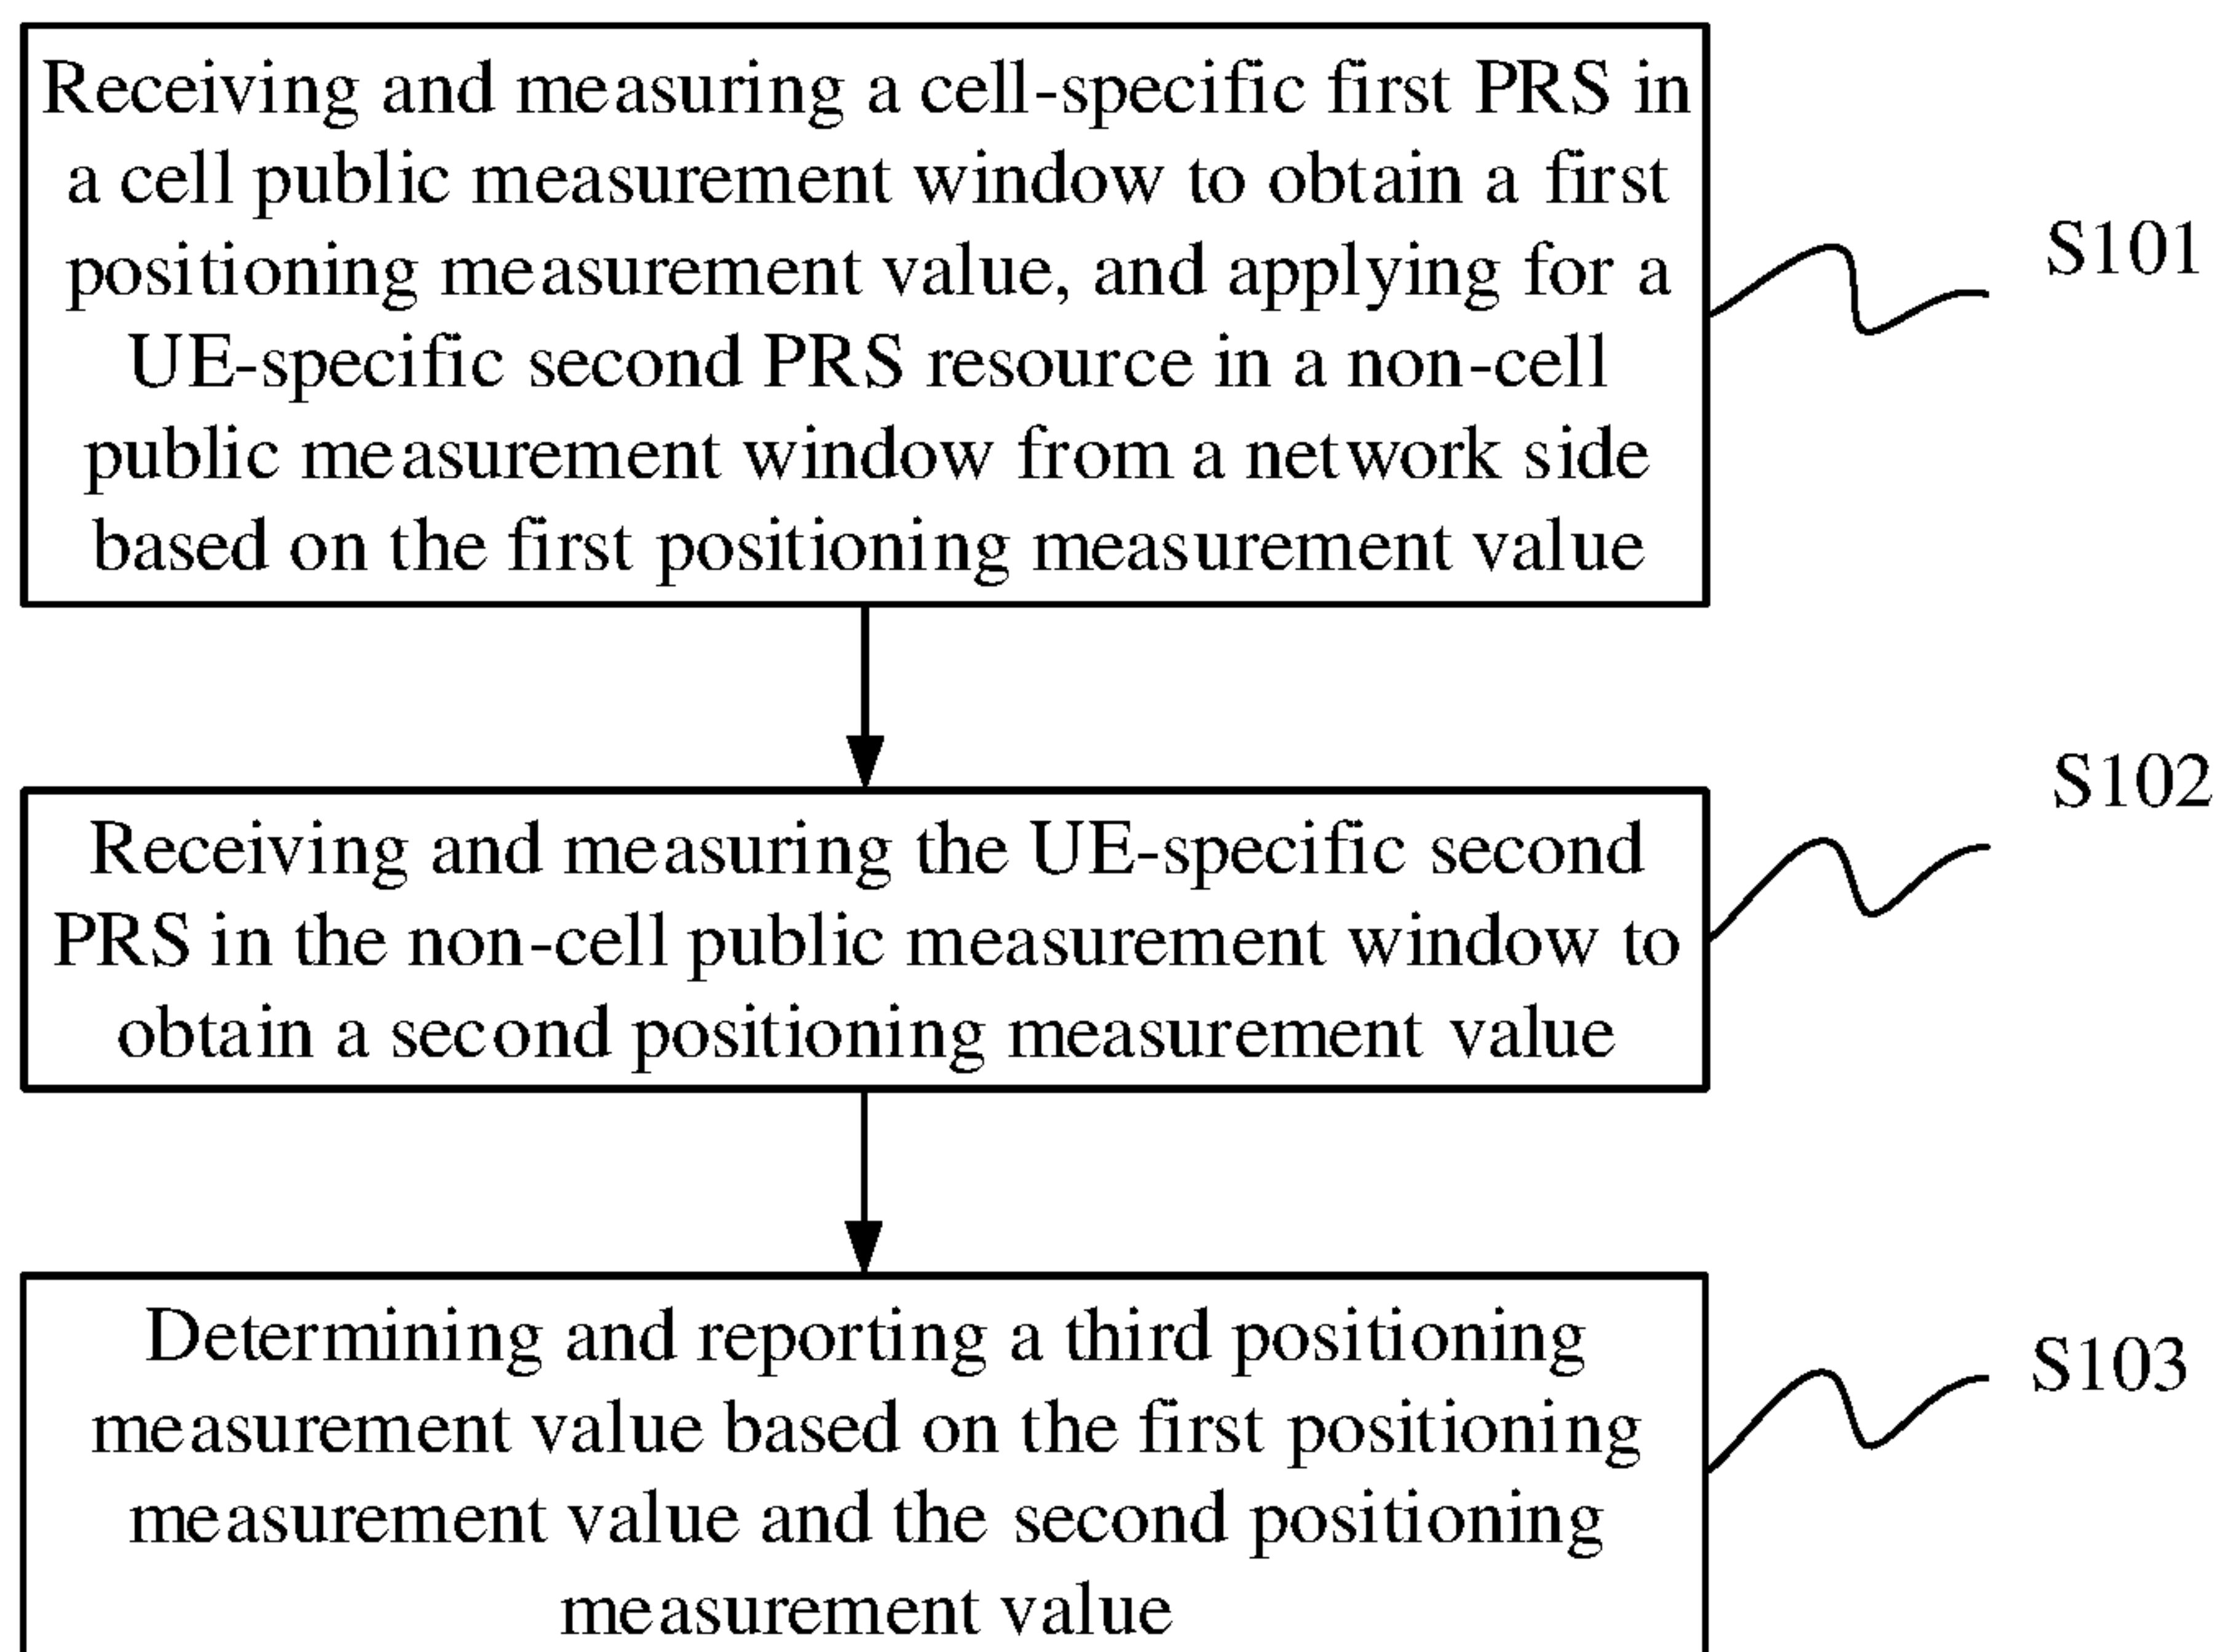 Receiving and measuring a cell-specific first PRS in
a cell public measurement window to obtain a first
positioning measurement value, and applying for a
UE-specific second PRS resource in a non-cell
public measurement window from a network side
based on the first positioning measurement value
S101
Receiving and measuring the UE-specific second
PRS in the non-cell public measurement window to
obtain a second positioning measurement value
S102
Determining and reporting a third positioning
measurement value based on the first positioning
measurement value and the second positioning
measurement value
S103